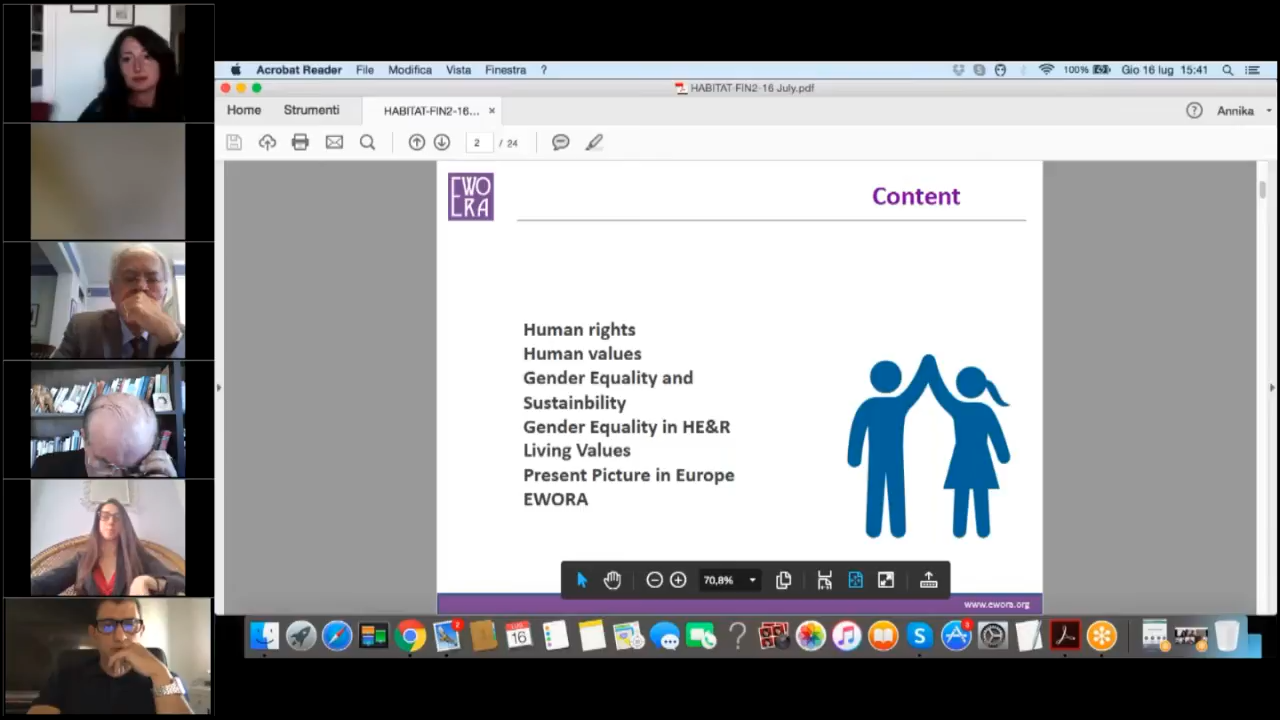 Acrobat Reader File Modifica Vista Finestra ? 100% Gio 16 lug 15:41
HABITAT-FIN2-16 July.pdf
Home Strumenti HABITAT-FIN2-16... × ? Annika
2 / 24
EWO
ERA
Content
Human rights
Human values
Gender Equality and
Sustainbility
Gender Equality in HE&R
Living Values
Present Picture in Europe
EWORA
70,8%
www.ewora.org
16